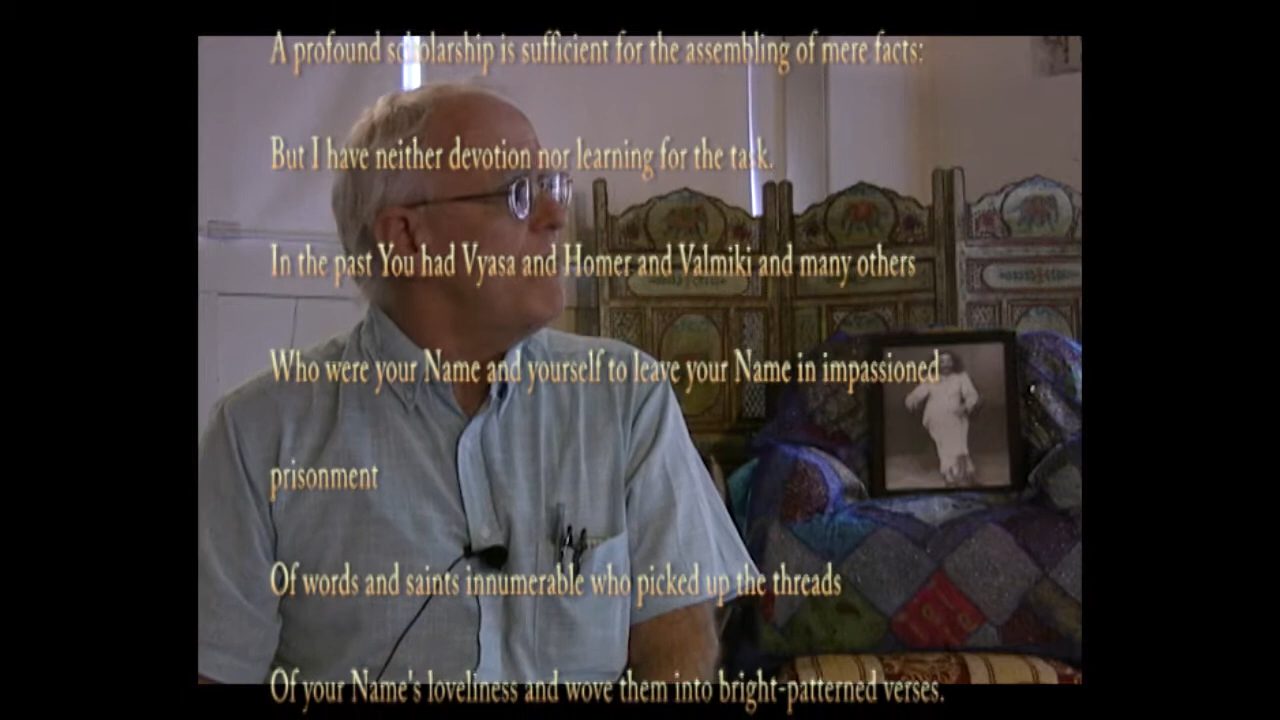 A profound scholarship is sufficient for the assembling of mere facts:
But I have neither devotion nor learning for the task.
In the past You had Vyasa and Homer and Valmiki and many others
Who were your Name and yourself to leave your Name in impassioned
prisonment
Of words and saints innumerable who picked up the threads
Of your Name's loveliness and wove them into bright-patterned verses.